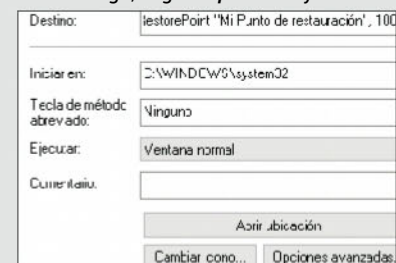 Destino: lestorePoint "Mi Punto de restauración", 100
Iniciar en: C:\WINDOWS\system32
Tecla de método abreviado: Ninguno
Ejecutar: Ventana normal
Comentario:
Abrir ubicación
Cambiar icono... Opciones avanzadas.